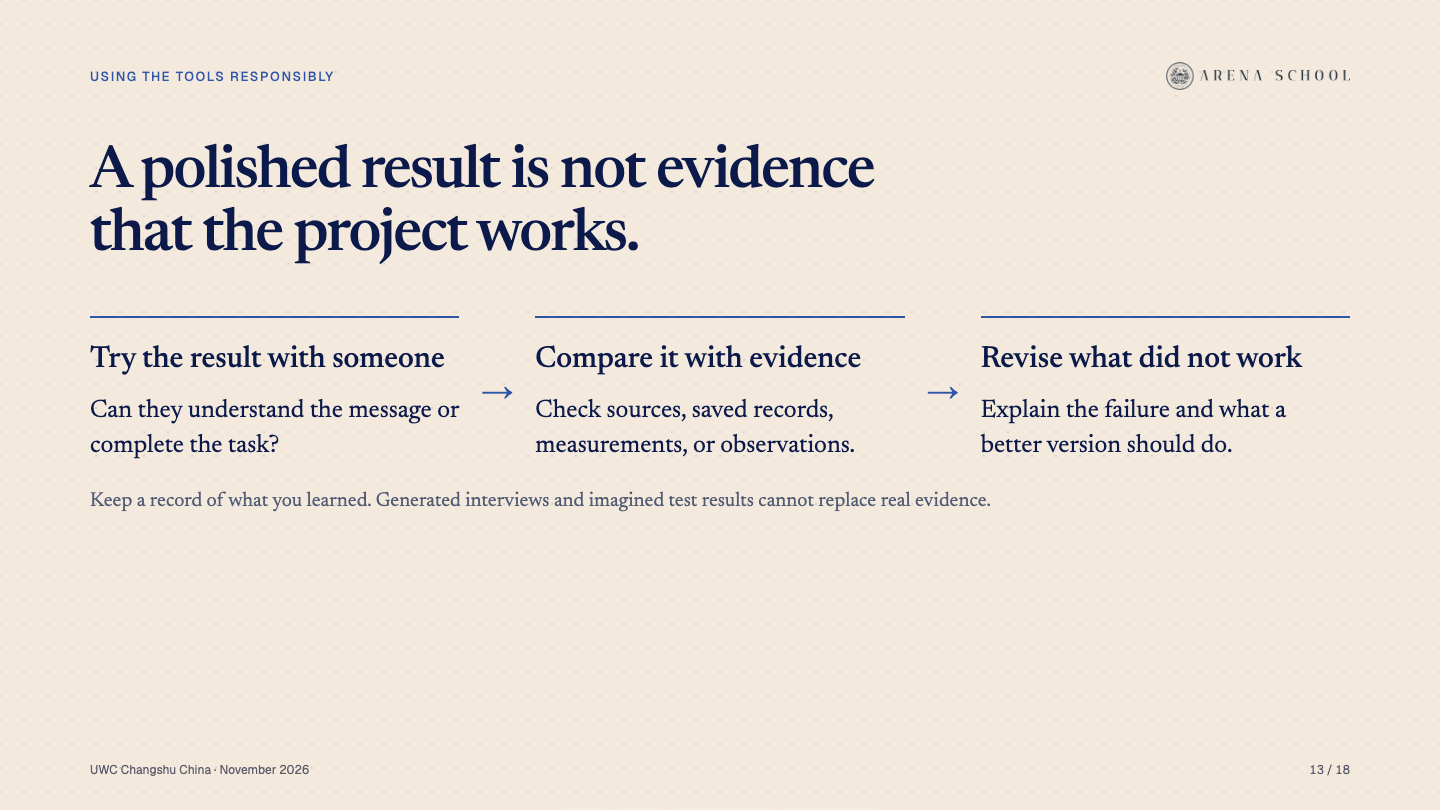 USING THE TOOLS RESPONSIBLY
ARENA SCHOOL
A polished result is not evidence
that the project works.
Try the result with someone
Can they understand the message or
complete the task?
→
Compare it with evidence
Check sources, saved records,
measurements, or observations.
→
Revise what did not work
Explain the failure and what a
better version should do.
Keep a record of what you learned. Generated interviews and imagined test results cannot replace real evidence.
UWC Changshu China · November 2026
13 / 18